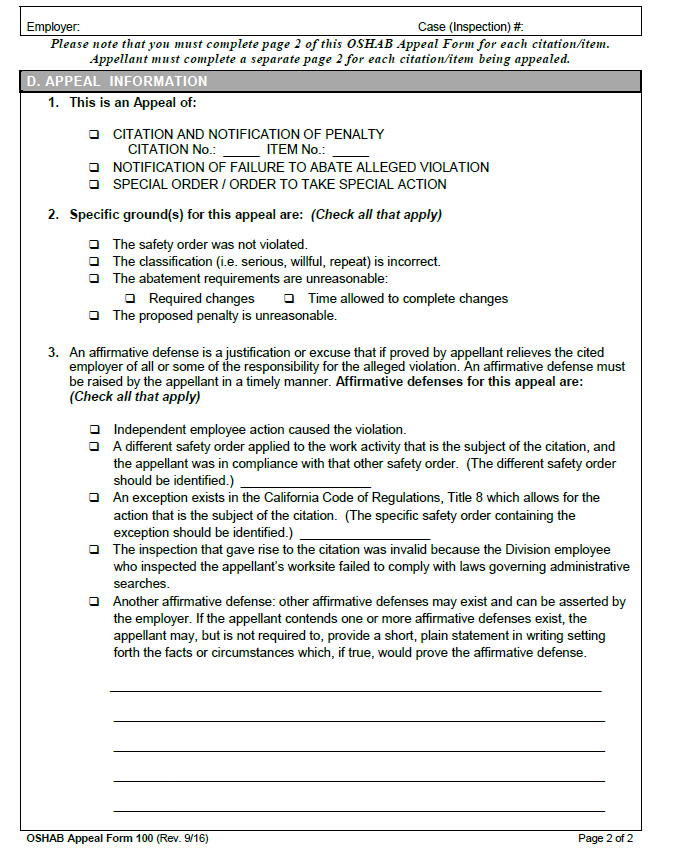 Employer: Case (Inspection) #:
Please note that you must complete page 2 of this OSHAB Appeal Form for each citation/item.
Appellant must complete a separate page 2 for each citation/item being appealed.
D. APPEAL INFORMATION
1. This is an Appeal of:
❑ CITATION AND NOTIFICATION OF PENALTY
CITATION No.: _____ ITEM No.: _____
❑ NOTIFICATION OF FAILURE TO ABATE ALLEGED VIOLATION
❑ SPECIAL ORDER / ORDER TO TAKE SPECIAL ACTION
2. Specific ground(s) for this appeal are: (Check all that apply)
❑ The safety order was not violated.
❑ The classification (i.e. serious, willful, repeat) is incorrect.
❑ The abatement requirements are unreasonable:
❑ Required changes ❑ Time allowed to complete changes
❑ The proposed penalty is unreasonable.
3. An affirmative defense is a justification or excuse that if proved by appellant relieves the cited
employer of all or some of the responsibility for the alleged violation. An affirmative defense must
be raised by the appellant in a timely manner. Affirmative defenses for this appeal are:
(Check all that apply)
❑ Independent employee action caused the violation.
❑ A different safety order applied to the work activity that is the subject of the citation, and
the appellant was in compliance with that other safety order. (The different safety order
should be identified.) __________________
❑ An exception exists in the California Code of Regulations, Title 8 which allows for the
action that is the subject of the citation. (The specific safety order containing the
exception should be identified.) __________________
❑ The inspection that gave rise to the citation was invalid because the Division employee
who inspected the appellant's worksite failed to comply with laws governing administrative
searches.
❑ Another affirmative defense: other affirmative defenses may exist and can be asserted by
the employer. If the appellant contends one or more affirmative defenses exist, the
appellant may, but is not required to, provide a short, plain statement in writing setting
forth the facts or circumstances which, if true, would prove the affirmative defense.
OSHAB Appeal Form 100 (Rev. 9/16) Page 2 of 2